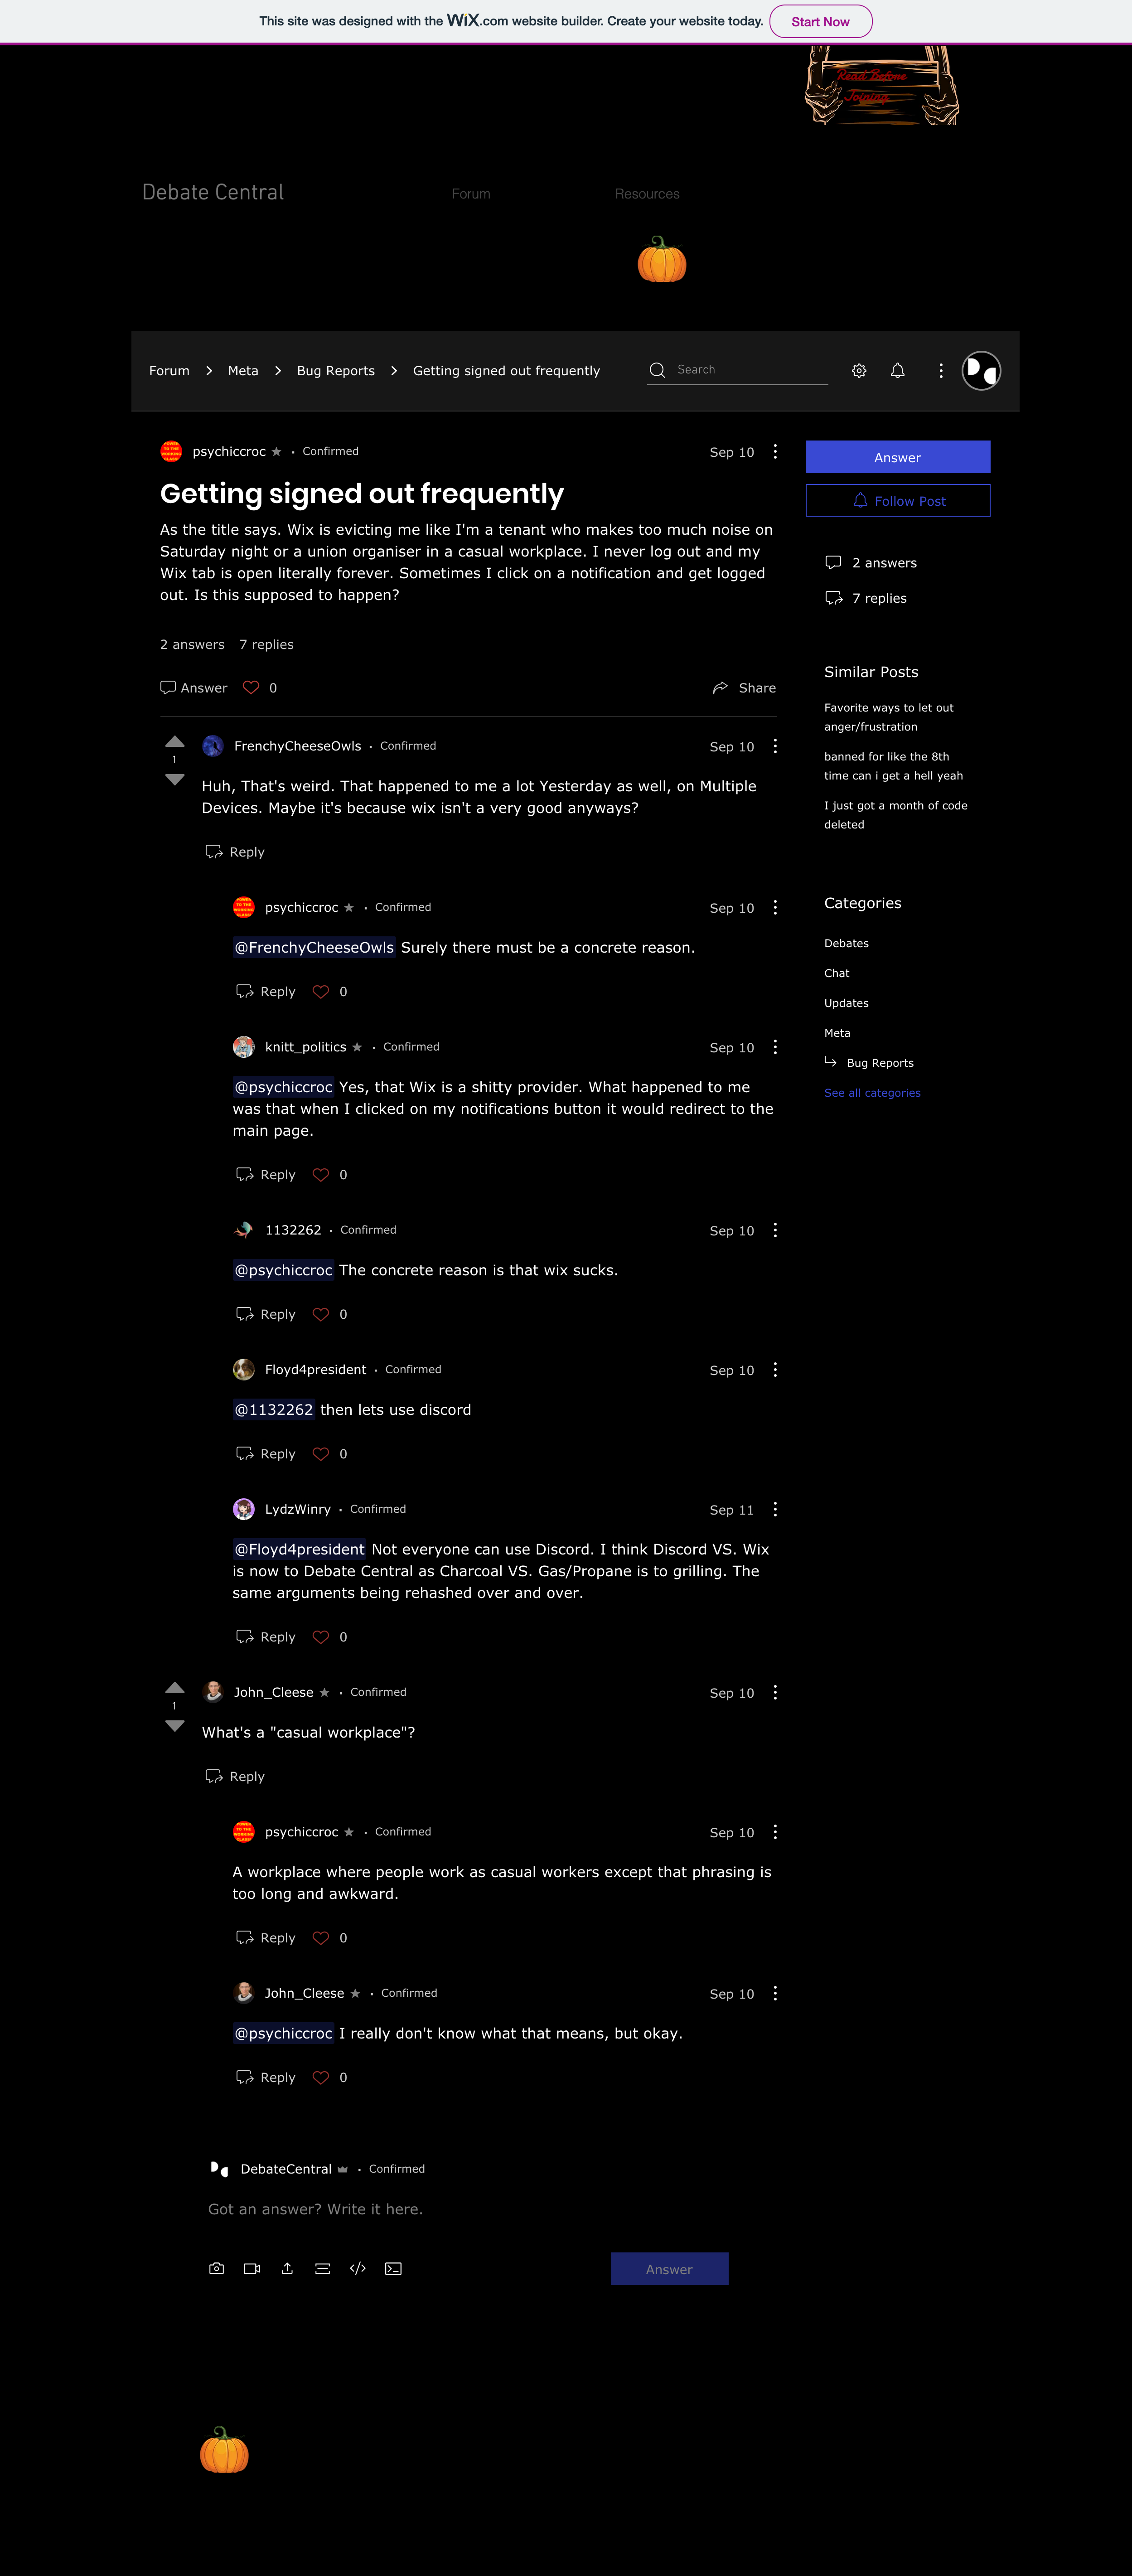 This site was designed with the WiX.com website builder. Create your website today. Start Now
Read Before
Joining
Debate Central Forum Resources
Forum > Meta > Bug Reports > Getting signed out frequently Search
psychiccroc ★ • Confirmed Sep 10
Answer
Getting signed out frequently
Follow Post
As the title says. Wix is evicting me like I'm a tenant who makes too much noise on
Saturday night or a union organiser in a casual workplace. I never log out and my
Wix tab is open literally forever. Sometimes I click on a notification and get logged
out. Is this supposed to happen?
2 answers
7 replies
2 answers 7 replies
Answer 0 Share
FrenchyCheeseOwls • Confirmed Sep 10
1
Huh, That's weird. That happened to me a lot Yesterday as well, on Multiple
Devices. Maybe it's because wix isn't a very good anyways?
Reply
Similar Posts
Favorite ways to let out
anger/frustration
banned for like the 8th
time can i get a hell yeah
I just got a month of code
deleted
psychiccroc ★ • Confirmed Sep 10
@FrenchyCheeseOwls Surely there must be a concrete reason.
Reply 0
Categories
Debates
Chat
Updates
Meta
Bug Reports
See all categories
knitt_politics ★ • Confirmed Sep 10
@psychiccroc Yes, that Wix is a shitty provider. What happened to me
was that when I clicked on my notifications button it would redirect to the
main page.
Reply 0
1132262 • Confirmed Sep 10
@psychiccroc The concrete reason is that wix sucks.
Reply 0
Floyd4president • Confirmed Sep 10
@1132262 then lets use discord
Reply 0
LydzWinry • Confirmed Sep 11
@Floyd4president Not everyone can use Discord. I think Discord VS. Wix
is now to Debate Central as Charcoal VS. Gas/Propane is to grilling. The
same arguments being rehashed over and over.
Reply 0
John_Cleese ★ • Confirmed Sep 10
1
What's a "casual workplace"?
Reply
psychiccroc ★ • Confirmed Sep 10
A workplace where people work as casual workers except that phrasing is
too long and awkward.
Reply 0
John_Cleese ★ • Confirmed Sep 10
@psychiccroc I really don't know what that means, but okay.
Reply 0
DebateCentral • Confirmed
Got an answer? Write it here.
Answer